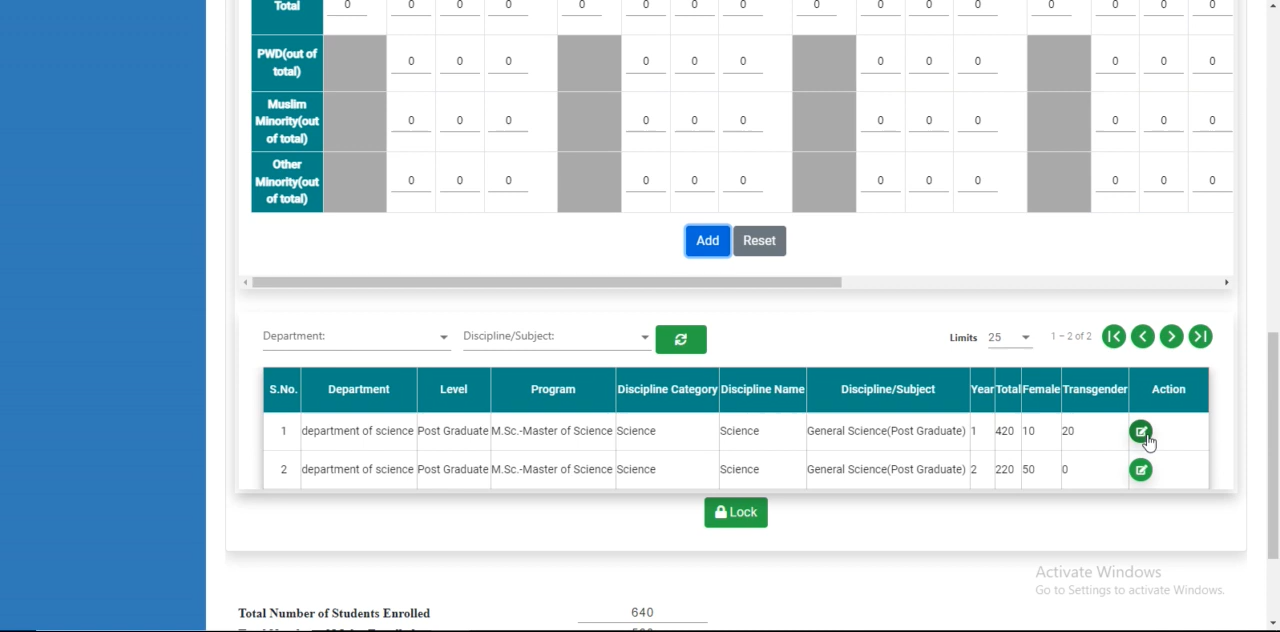 Total 0 0 0 0 0 0 0 0 0 0 0 0 0 0 0 0
PWD(out of
total) 0 0 0 0 0 0 0 0 0 0 0 0
Muslim
Minority(out
of total) 0 0 0 0 0 0 0 0 0 0 0 0
Other
Minority(out
of total) 0 0 0 0 0 0 0 0 0 0 0 0
Add Reset
Department: Discipline/Subject: Limits 25 1 – 2 of 2
S.No. Department Level Program Discipline Category Discipline Name Discipline/Subject Year Total Female Transgender Action
1 department of science Post Graduate M.Sc.-Master of Science Science Science General Science(Post Graduate) 1 420 10 20
2 department of science Post Graduate M.Sc.-Master of Science Science Science General Science(Post Graduate) 2 220 50 0
Lock
Activate Windows
Go to Settings to activate Windows.
Total Number of Students Enrolled 640